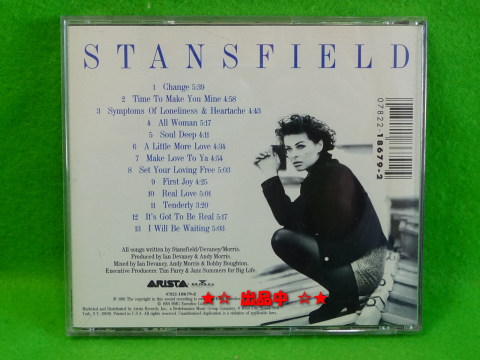 STANSFIELD
1 Change 5:39
2 Time To Make You Mine 4:58
3 Symptoms Of Loneliness & Heartache 4:43
4 All Woman 5:17
5 Soul Deep 4:11
6 A Little More Love 4:34
7 Make Love To Ya 4:54
8 Set Your Loving Free 5:03
9 First Joy 4:25
10 Real Love 5:01
11 Tenderly 3:20
12 It's Got To Be Real 5:17
13 I Will Be Waiting 5:03
07822-18679-2
All songs written by Stansfield/Devaney/Morris.
Produced by Ian Devaney & Andy Morris.
Mixed by Ian Devaney, Andy Morris & Bobby Boughton.
Executive Producers: Tim Parry & Jazz Summers for Big Life.
ARISTA
07822-18679-2
★☆ 出品中 ☆★